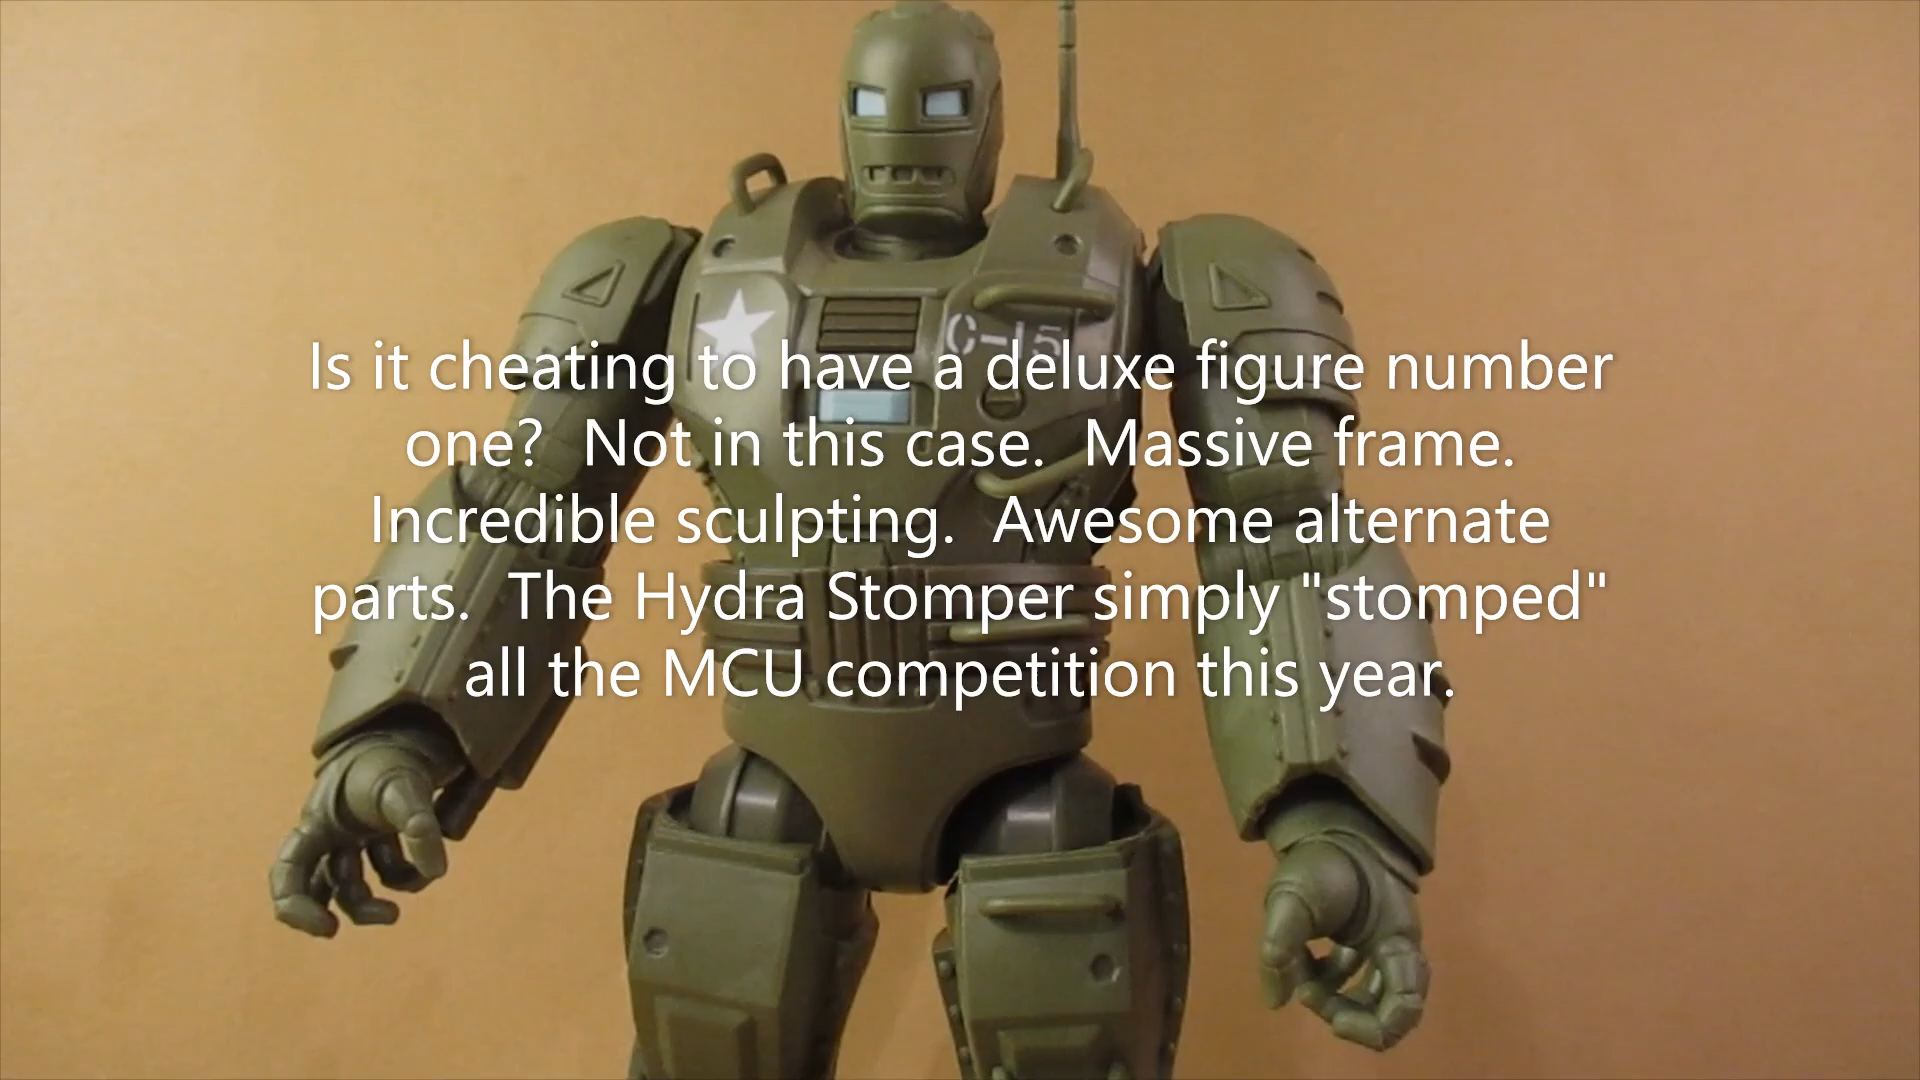 C-15
Is it cheating to have a deluxe figure number
one?  Not in this case.  Massive frame.
Incredible sculpting.  Awesome alternate
parts.  The Hydra Stomper simply "stomped"
all the MCU competition this year.